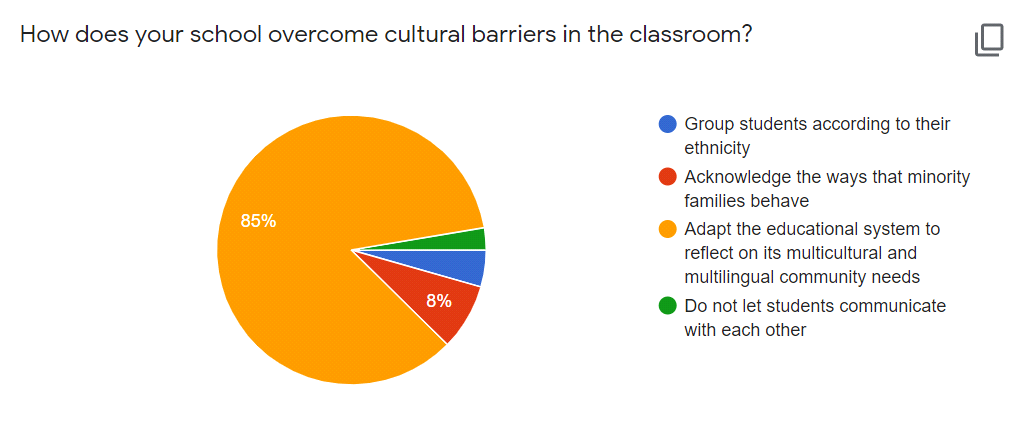 How does your school overcome cultural barriers in the classroom?
85%
8%
Group students according to their
ethnicity
Acknowledge the ways that minority
families behave
Adapt the educational system to
reflect on its multicultural and
multilingual community needs
Do not let students communicate
with each other